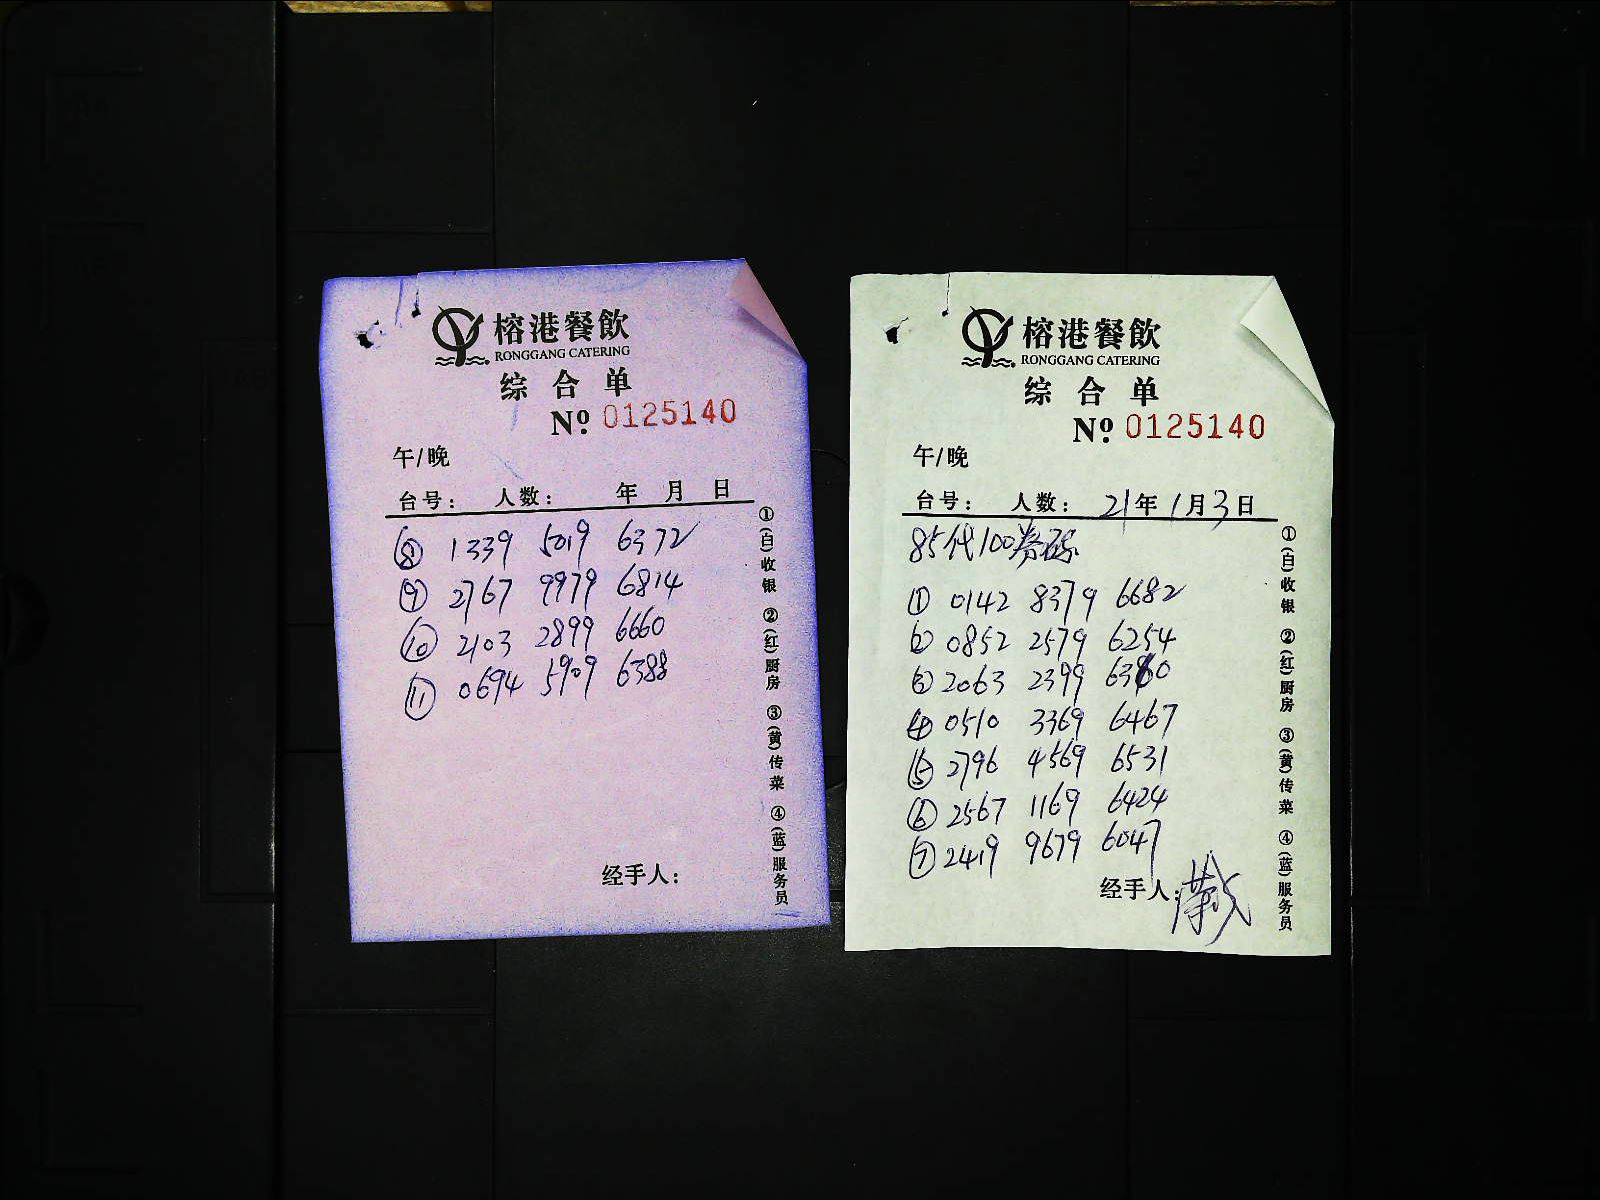 榕港餐飲
RONGGANG CATERING
综合单
Nº 0125140
午/晚
台号： 人数： 年 月 日
⑧ 1339 5019 6372
⑨ 2767 9979 6814
⑩ 2103 2899 6660
⑪ 0694 5909 6388
经手人：
①(白)收银 ②(红)厨房 ③(黄)传菜 ④(蓝)服务员
榕港餐飲
RONGGANG CATERING
综合单
Nº 0125140
午/晚
台号： 人数： 21年1月3日
85代100券码
① 0142 8379 6682
② 0852 2579 6254
③ 2063 2399 6360
④ 0510 3369 6467
⑤ 2796 4569 6531
⑥ 2567 1169 6424
⑦ 2419 9679 6047
经手人：
①(白)收银 ②(红)厨房 ③(黄)传菜 ④(蓝)服务员